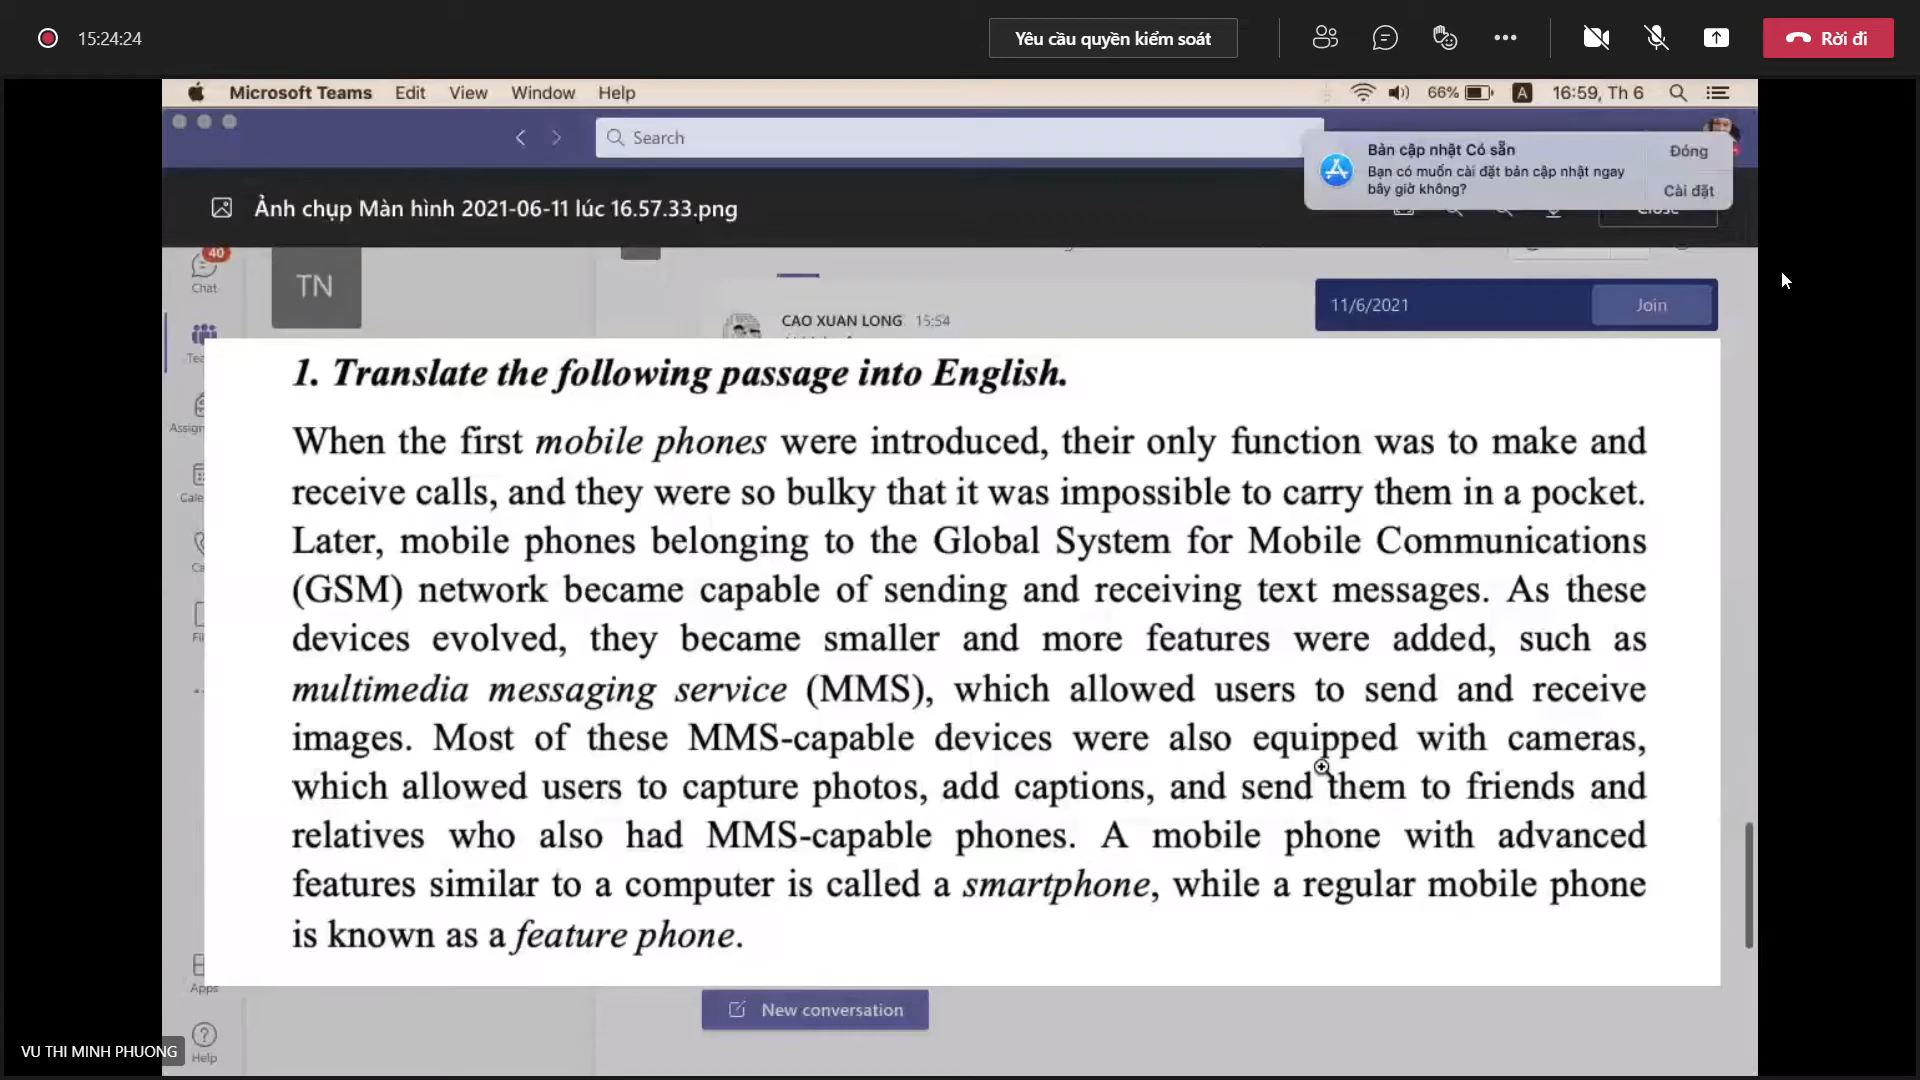 15:24:24
Yêu cầu quyền kiểm soát
Rời đi
Microsoft Teams Edit View Window Help
66% A 16:59, Th 6
Search
Bản cập nhật Có sẵn
Đóng
Bạn có muốn cài đặt bản cập nhật ngay
bây giờ không?
Cài đặt
Ảnh chụp Màn hình 2021-06-11 lúc 16.57.33.png
Close
40
Chat
TN
11/6/2021
Join
CAO XUAN LONG 15:54
1. Translate the following passage into English.
When the first mobile phones were introduced, their only function was to make and
receive calls, and they were so bulky that it was impossible to carry them in a pocket.
Later, mobile phones belonging to the Global System for Mobile Communications
(GSM) network became capable of sending and receiving text messages. As these
devices evolved, they became smaller and more features were added, such as
multimedia messaging service (MMS), which allowed users to send and receive
images. Most of these MMS-capable devices were also equipped with cameras,
which allowed users to capture photos, add captions, and send them to friends and
relatives who also had MMS-capable phones. A mobile phone with advanced
features similar to a computer is called a smartphone, while a regular mobile phone
is known as a feature phone.
Apps
New conversation
Help
VU THI MINH PHUONG